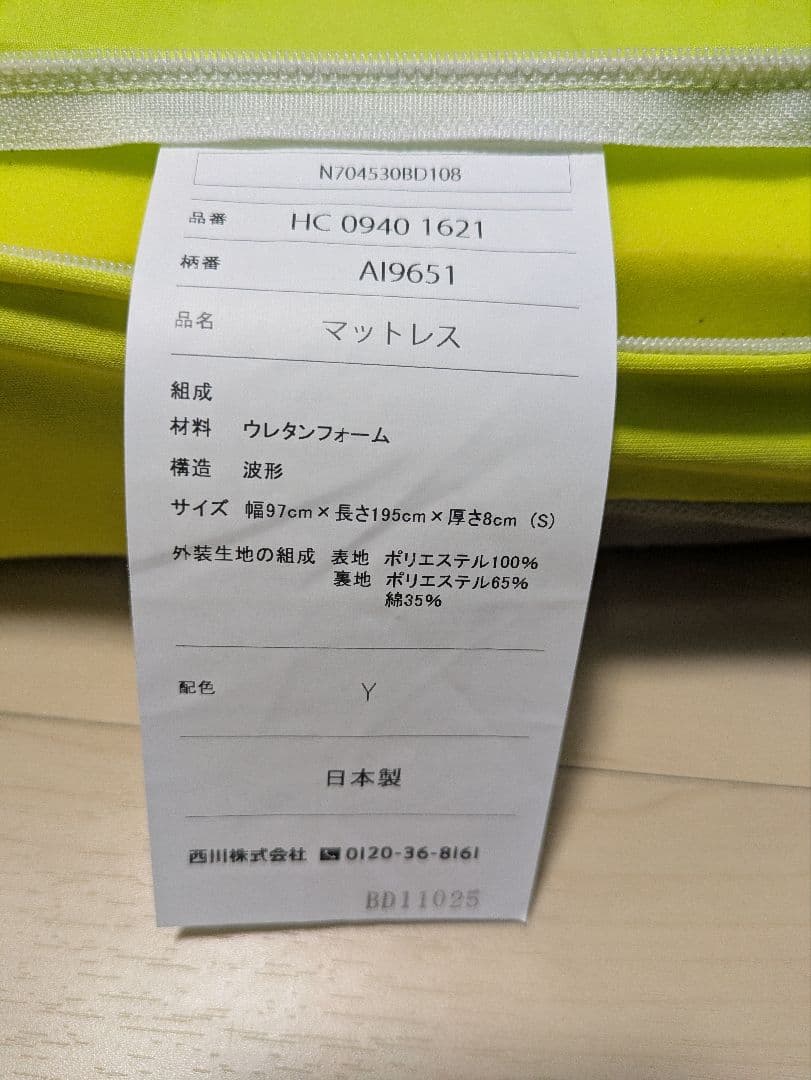 N704530BD108
品番 HC 0940 1621
柄番 AI9651
品名 マットレス
組成
材料 ウレタンフォーム
構造 波形
サイズ 幅97cm×長さ195cm×厚さ8cm（S）
外装生地の組成 表地 ポリエステル100%
裏地 ポリエステル65%
綿35%
配色 Y
日本製
西川株式会社 0120-36-8161
BD11025